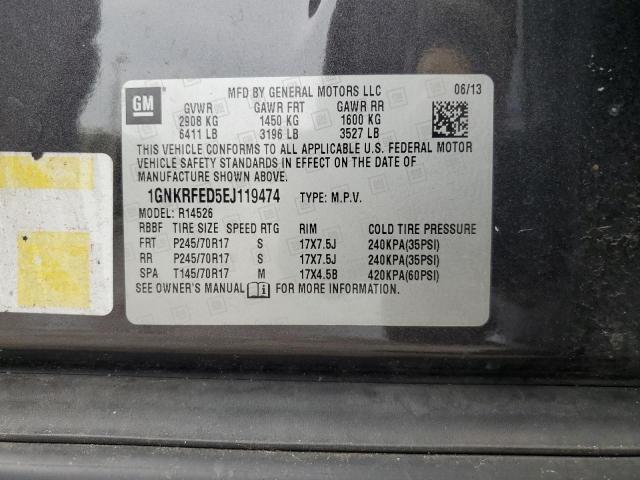 GM
MFD BY GENERAL MOTORS LLC 06/13
GVWR GAWR FRT GAWR RR
2908 KG 1450 KG 1600 KG
6411 LB 3196 LB 3527 LB
THIS VEHICLE CONFORMS TO ALL APPLICABLE U.S. FEDERAL MOTOR
VEHICLE SAFETY STANDARDS IN EFFECT ON THE DATE OF
MANUFACTURE SHOWN ABOVE.
1GNKRFED5EJ119474 TYPE: M.P.V.
MODEL: R14526
RBBF TIRE SIZE SPEED RTG RIM COLD TIRE PRESSURE
FRT P245/70R17 S 17X7.5J 240KPA(35PSI)
RR P245/70R17 S 17X7.5J 240KPA(35PSI)
SPA T145/70R17 M 17X4.5B 420KPA(60PSI)
SEE OWNER'S MANUAL FOR MORE INFORMATION.